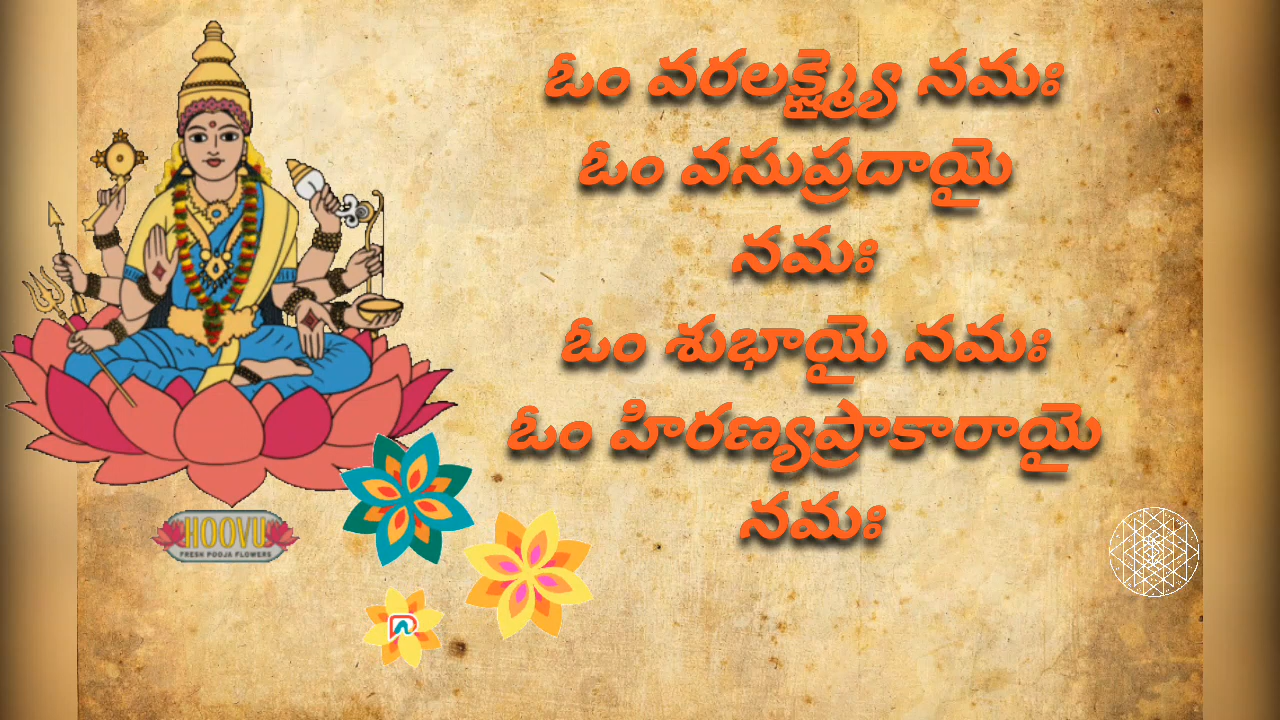 ఓం వరలక్ష్మ్యై నమః
ఓం వసుప్రదాయై
నమః
ఓం శుభాయై నమః
ఓం హిరణ్యప్రాకారాయై
నమః
HOOVU
FRESH POOJA FLOWERS